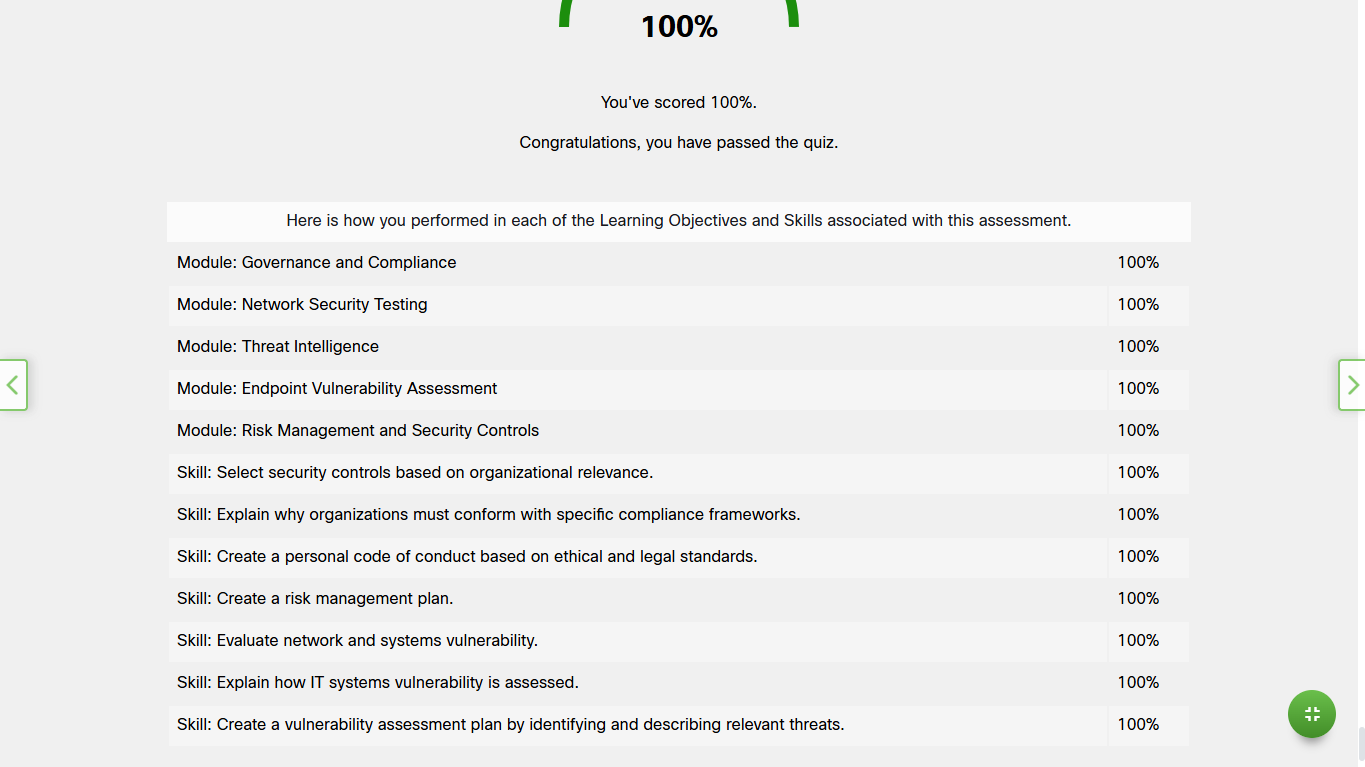 100%
You've scored 100%.
Congratulations, you have passed the quiz.
Here is how you performed in each of the Learning Objectives and Skills associated with this assessment.
Module: Governance and Compliance 100%
Module: Network Security Testing 100%
Module: Threat Intelligence 100%
Module: Endpoint Vulnerability Assessment 100%
Module: Risk Management and Security Controls 100%
Skill: Select security controls based on organizational relevance. 100%
Skill: Explain why organizations must conform with specific compliance frameworks. 100%
Skill: Create a personal code of conduct based on ethical and legal standards. 100%
Skill: Create a risk management plan. 100%
Skill: Evaluate network and systems vulnerability. 100%
Skill: Explain how IT systems vulnerability is assessed. 100%
Skill: Create a vulnerability assessment plan by identifying and describing relevant threats. 100%